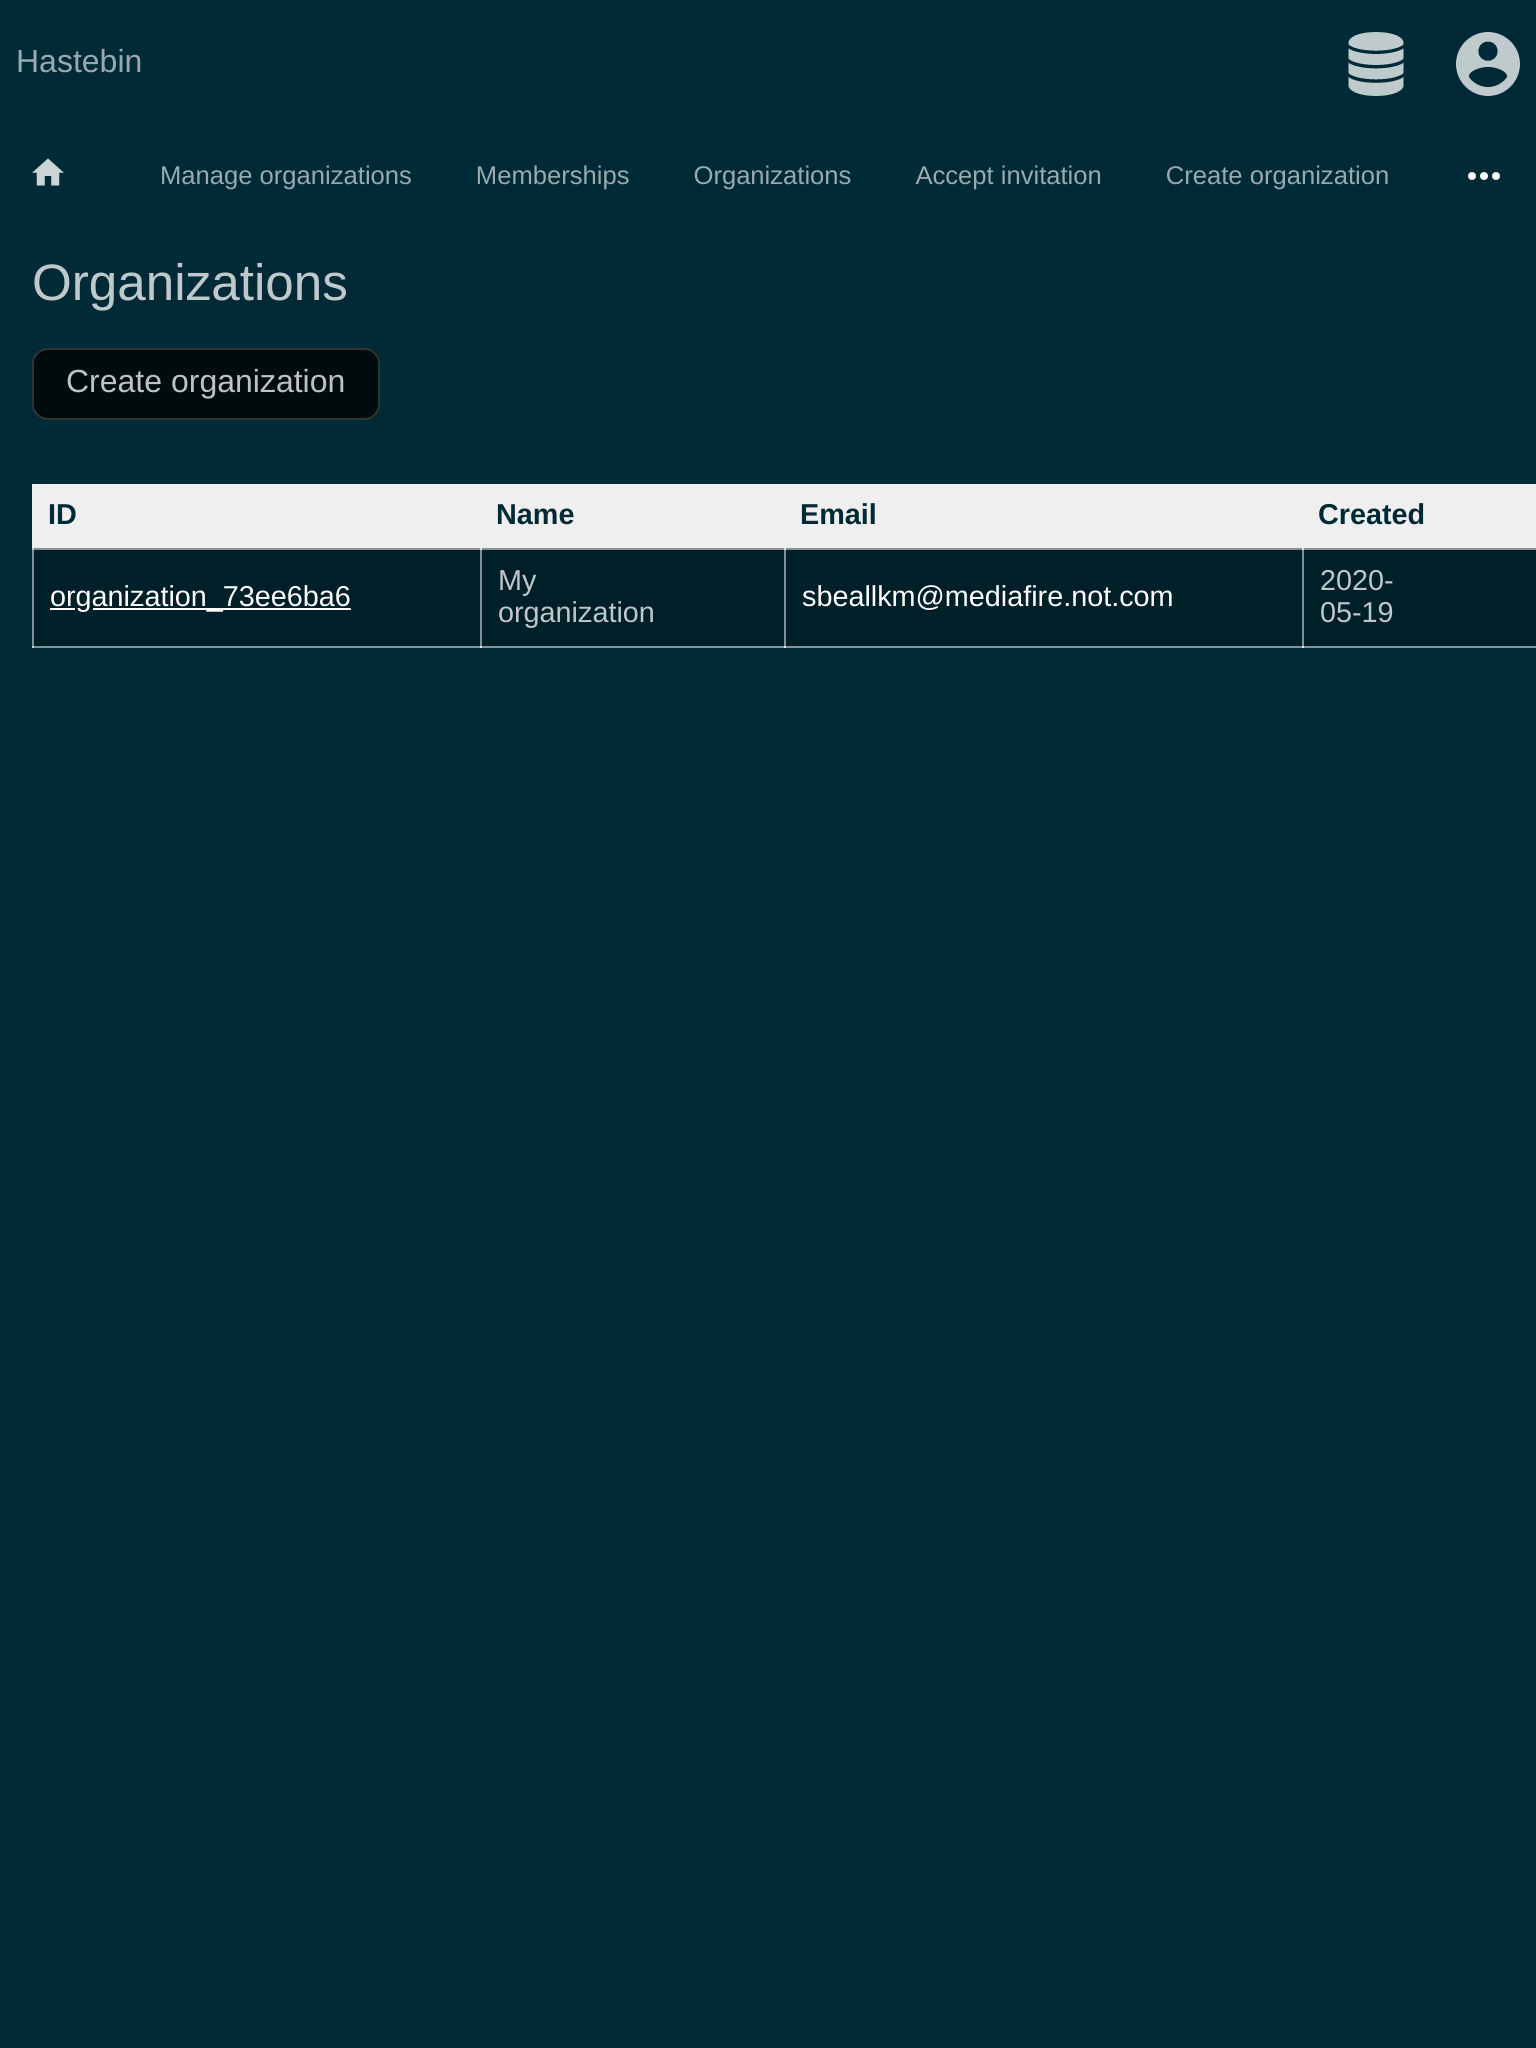 Hastebin
Manage organizations Memberships Organizations Accept invitation Create organization
Organizations
Create organization
ID Name Email Created
organization_73ee6ba6 My organization sbeallkm@mediafire.not.com 2020-05-19